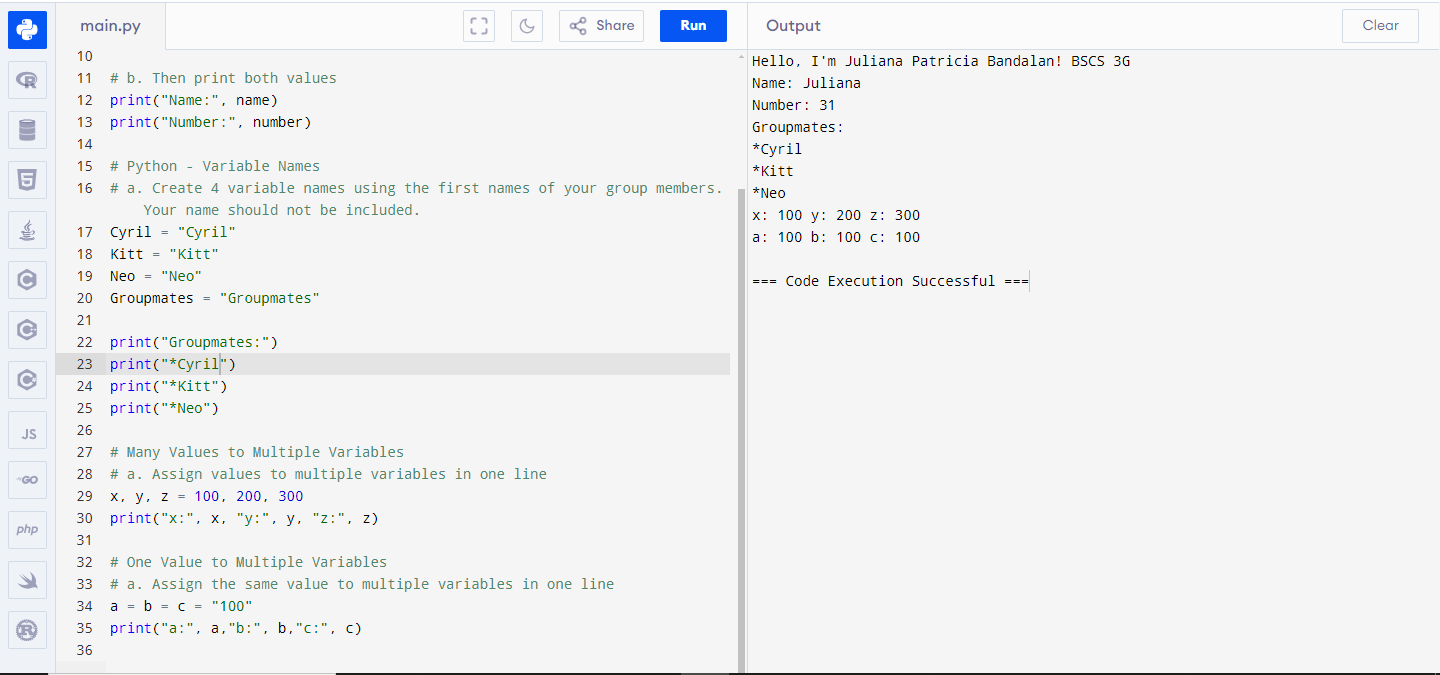 main.py
Share
Run
Output
Clear
10
11 # b. Then print both values
12 print("Name:", name)
13 print("Number:", number)
14
15 # Python - Variable Names
16 # a. Create 4 variable names using the first names of your group members.
Your name should not be included.
17 Cyril = "Cyril"
18 Kitt = "Kitt"
19 Neo = "Neo"
20 Groupmates = "Groupmates"
21
22 print("Groupmates:")
23 print("*Cyril")
24 print("*Kitt")
25 print("*Neo")
26
27 # Many Values to Multiple Variables
28 # a. Assign values to multiple variables in one line
29 x, y, z = 100, 200, 300
30 print("x:", x, "y:", y, "z:", z)
31
32 # One Value to Multiple Variables
33 # a. Assign the same value to multiple variables in one line
34 a = b = c = "100"
35 print("a:", a,"b:", b,"c:", c)
36
Hello, I'm Juliana Patricia Bandalan! BSCS 3G
Name: Juliana
Number: 31
Groupmates:
*Cyril
*Kitt
*Neo
x: 100 y: 200 z: 300
a: 100 b: 100 c: 100
=== Code Execution Successful ===
R
5
C
C
C
JS
GO
php
R